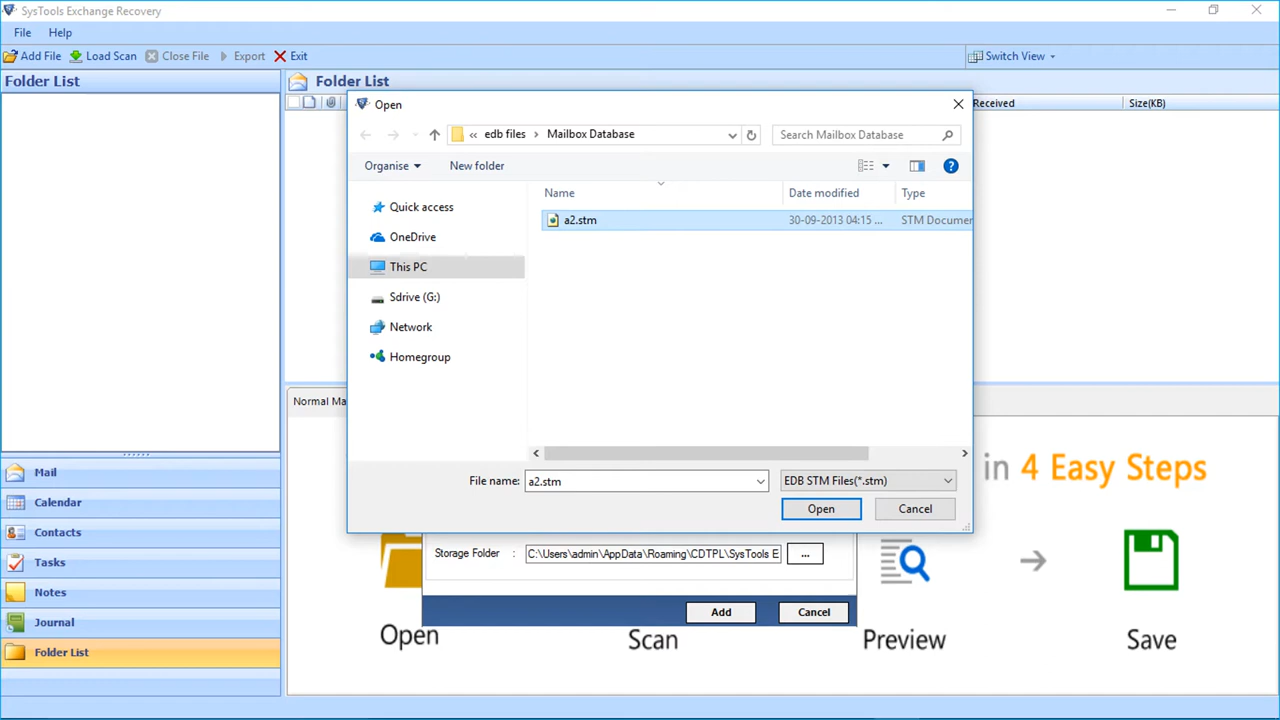 SysTools Exchange Recovery
File Help
Add File Load Scan Close File Export Exit Switch View
Folder List
Folder List
Received Size(KB)
Open
« edb files › Mailbox Database
Search Mailbox Database
Organise New folder
Name Date modified Type
a2.stm 30-09-2013 04:15 ... STM Documen
Quick access
OneDrive
This PC
Sdrive (G:)
Network
Homegroup
File name: a2.stm EDB STM Files(*.stm)
Open Cancel
Normal Ma
in 4 Easy Steps
Storage Folder : C:\Users\admin\AppData\Roaming\CDTPL\SysTools E ...
Add Cancel
Open Scan Preview Save
Mail
Calendar
Contacts
Tasks
Notes
Journal
Folder List